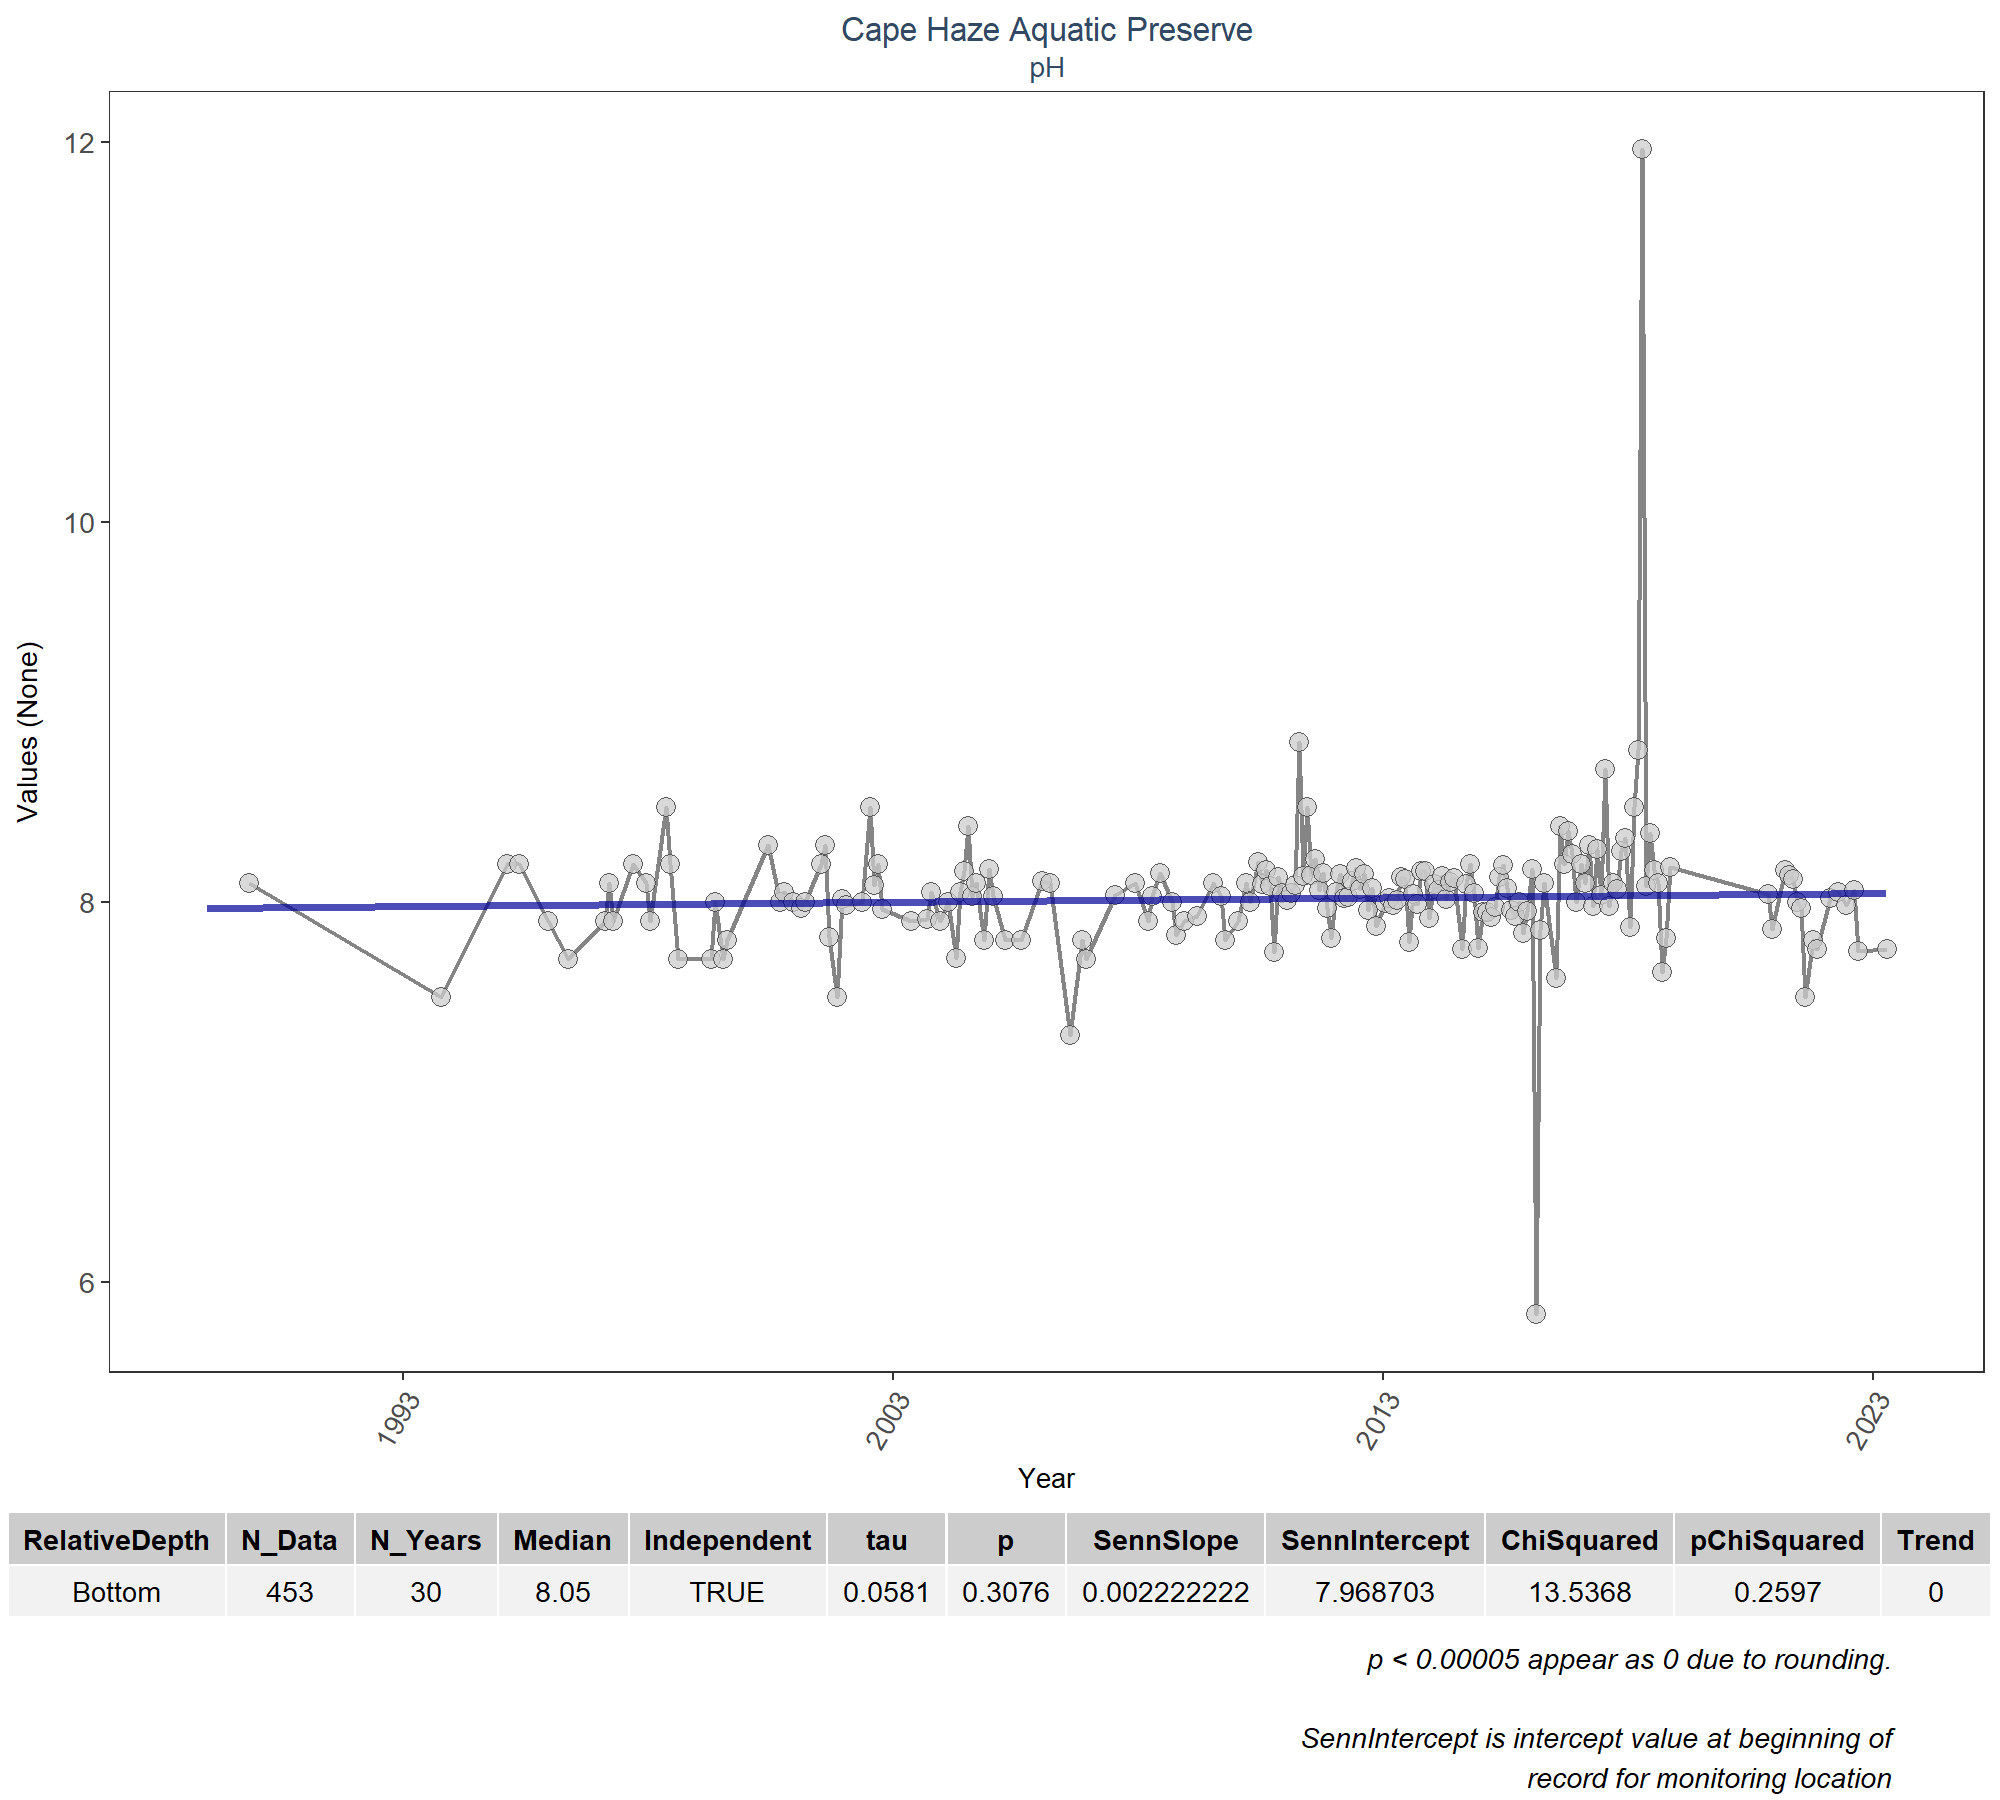 Cape Haze Aquatic Preserve
pH
12
10
8
6
Values (None)
1993
2003
2013
2023
Year
RelativeDepth N_Data N_Years Median Independent tau p SennSlope SennIntercept ChiSquared pChiSquared Trend
Bottom 453 30 8.05 TRUE 0.0581 0.3076 0.002222222 7.968703 13.5368 0.2597 0
p < 0.00005 appear as 0 due to rounding.
SennIntercept is intercept value at beginning of
record for monitoring location